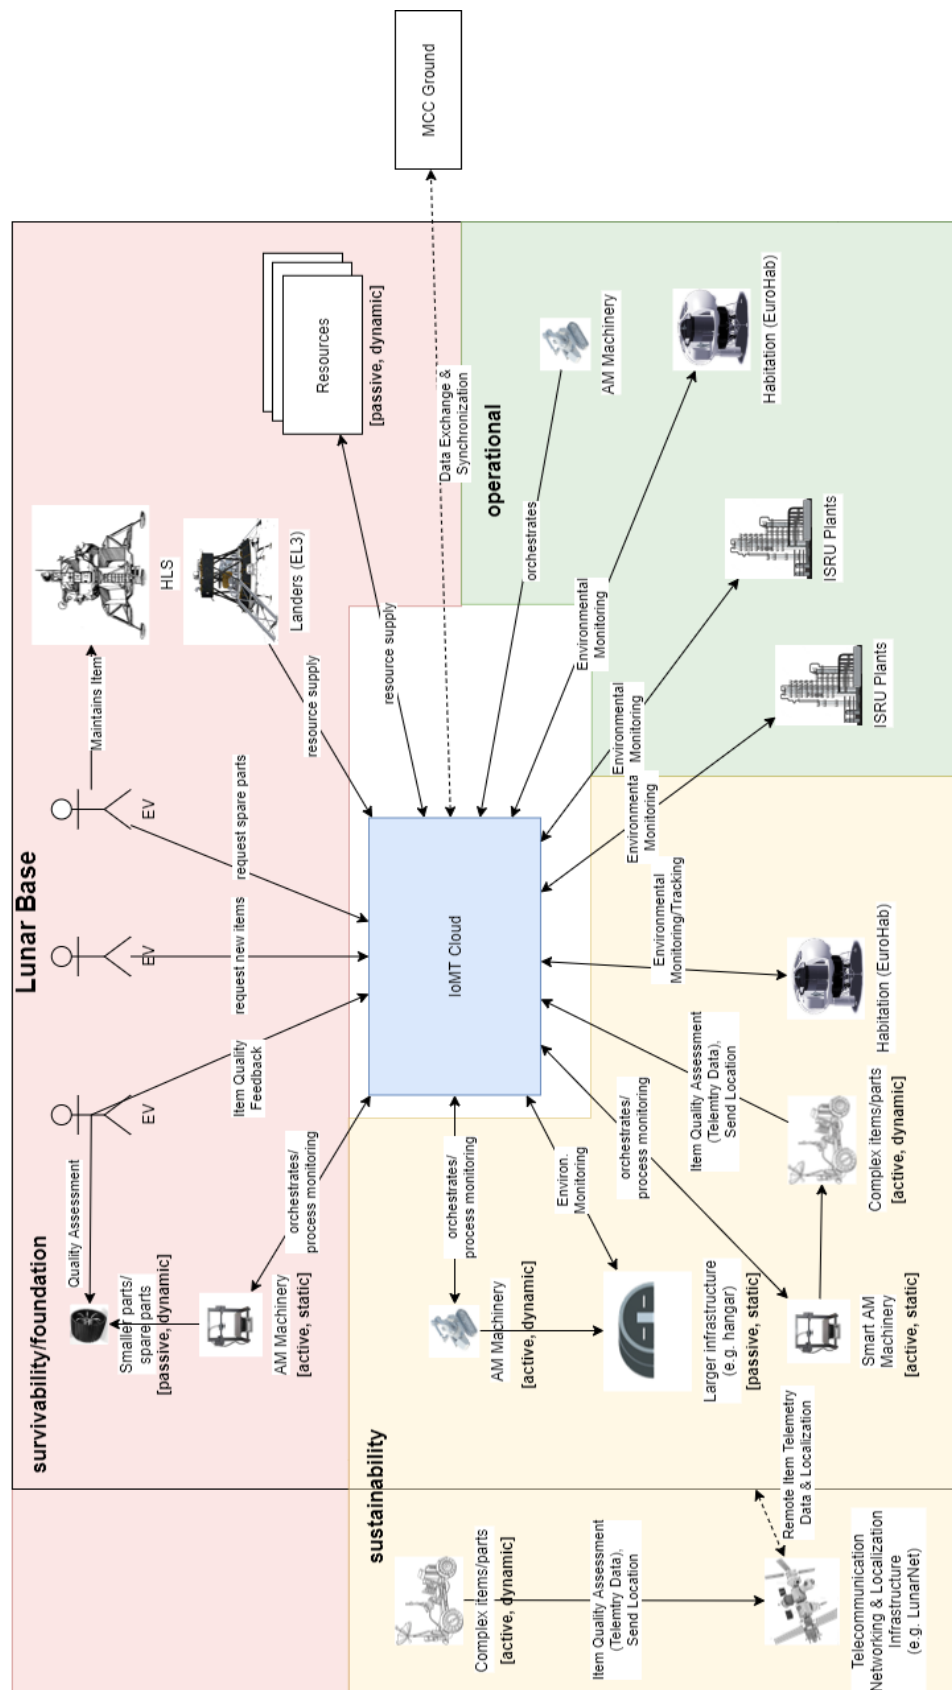 Lunar Base
survivability/foundation
EV
EV
EV
Quality Assessment
Maintains Item
HLS
Smaller parts/
spare parts
[passive, dynamic]
Item Quality
Feedback
request new items
request spare parts
Landers (EL3)
AM Machinery
[active, static]
orchestrates/
process monitoring
resource supply
Resources
[passive, dynamic]
resource supply
MCC Ground
Data Exchange &
Synchronization
sustainability
operational
IoMT Cloud
AM Machinery
[active, dynamic]
orchestrates/
process monitoring
orchestrates
AM Machinery
Complex items/parts
[active, dynamic]
Environ.
Monitoring
Environmental
Monitoring
Habitation (EuroHab)
Item Quality Assessment
(Telemtry Data),
Send Location
Larger infrastructure
(e.g. hangar)
[passive, static]
orchestrates/
process monitoring
Environmental
Monitoring
ISRU Plants
Environmenta
Monitoring
ISRU Plants
Item Quality Assessment
(Telemtry Data),
Send Location
Environmental
Monitoring/Tracking
Remote Item Telemetry
Data & Localization
Telecommunication
Networking & Localization
Infrastructure
(e.g. LunarNet)
Smart AM
Machinery
[active, static]
Complex items/parts
[active, dynamic]
Habitation (EuroHab)